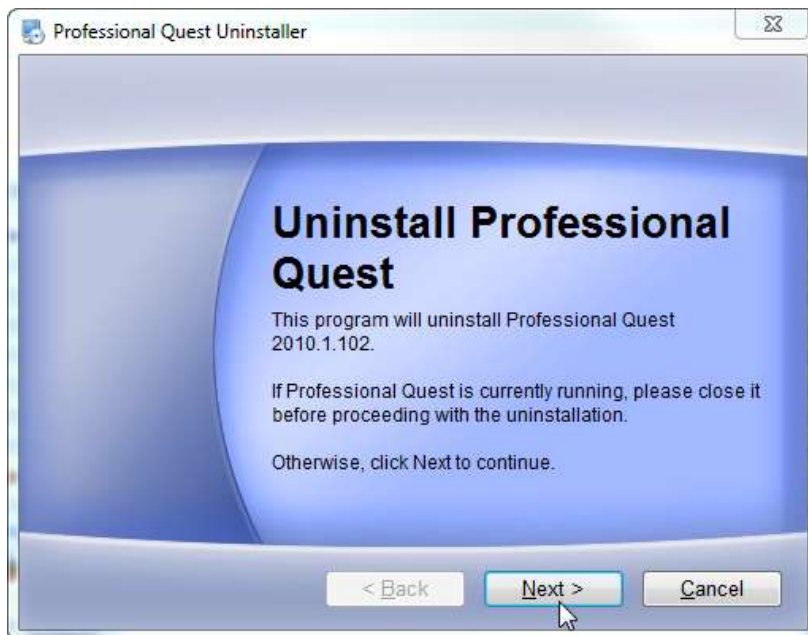 Professional Quest Uninstaller
Uninstall Professional
Quest
This program will uninstall Professional Quest
2010.1.102.
If Professional Quest is currently running, please close it
before proceeding with the uninstallation.
Otherwise, click Next to continue.
< Back
Next >
Cancel